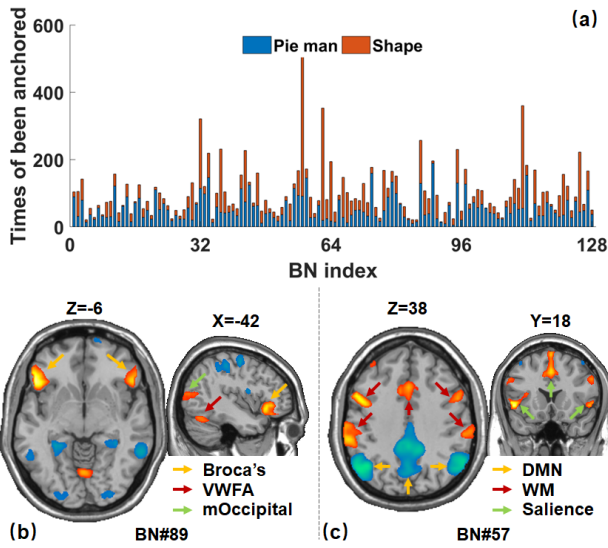 (a)
Pie man Shape
Times of been anchored
600
400
200
0
0 32 64 96 128
BN index
Z=-6 X=-42 Z=38 Y=18
Broca's
VWFA
mOccipital
DMN
WM
Salience
(b) BN#89 (c) BN#57